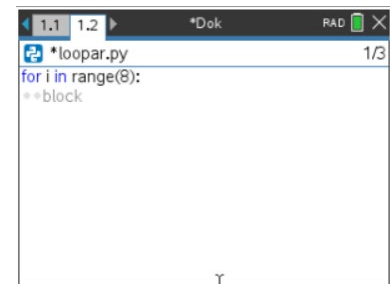 1.1 1.2 *Dok RAD
*loopar.py 1/3
for i in range(8):
block